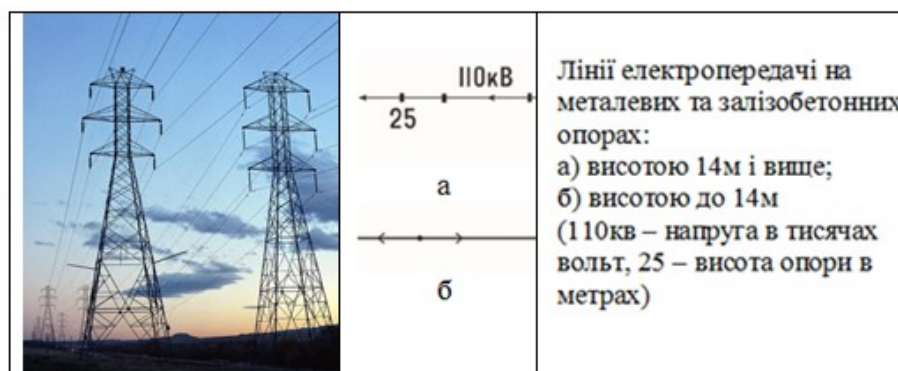 110кВ
25
а
б
Лінії електропередачі на
металевих та залізобетонних
опорах:
а) висотою 14м і вище;
б) висотою до 14м
(110кв – напруга в тисячах
вольт, 25 – висота опори в
метрах)